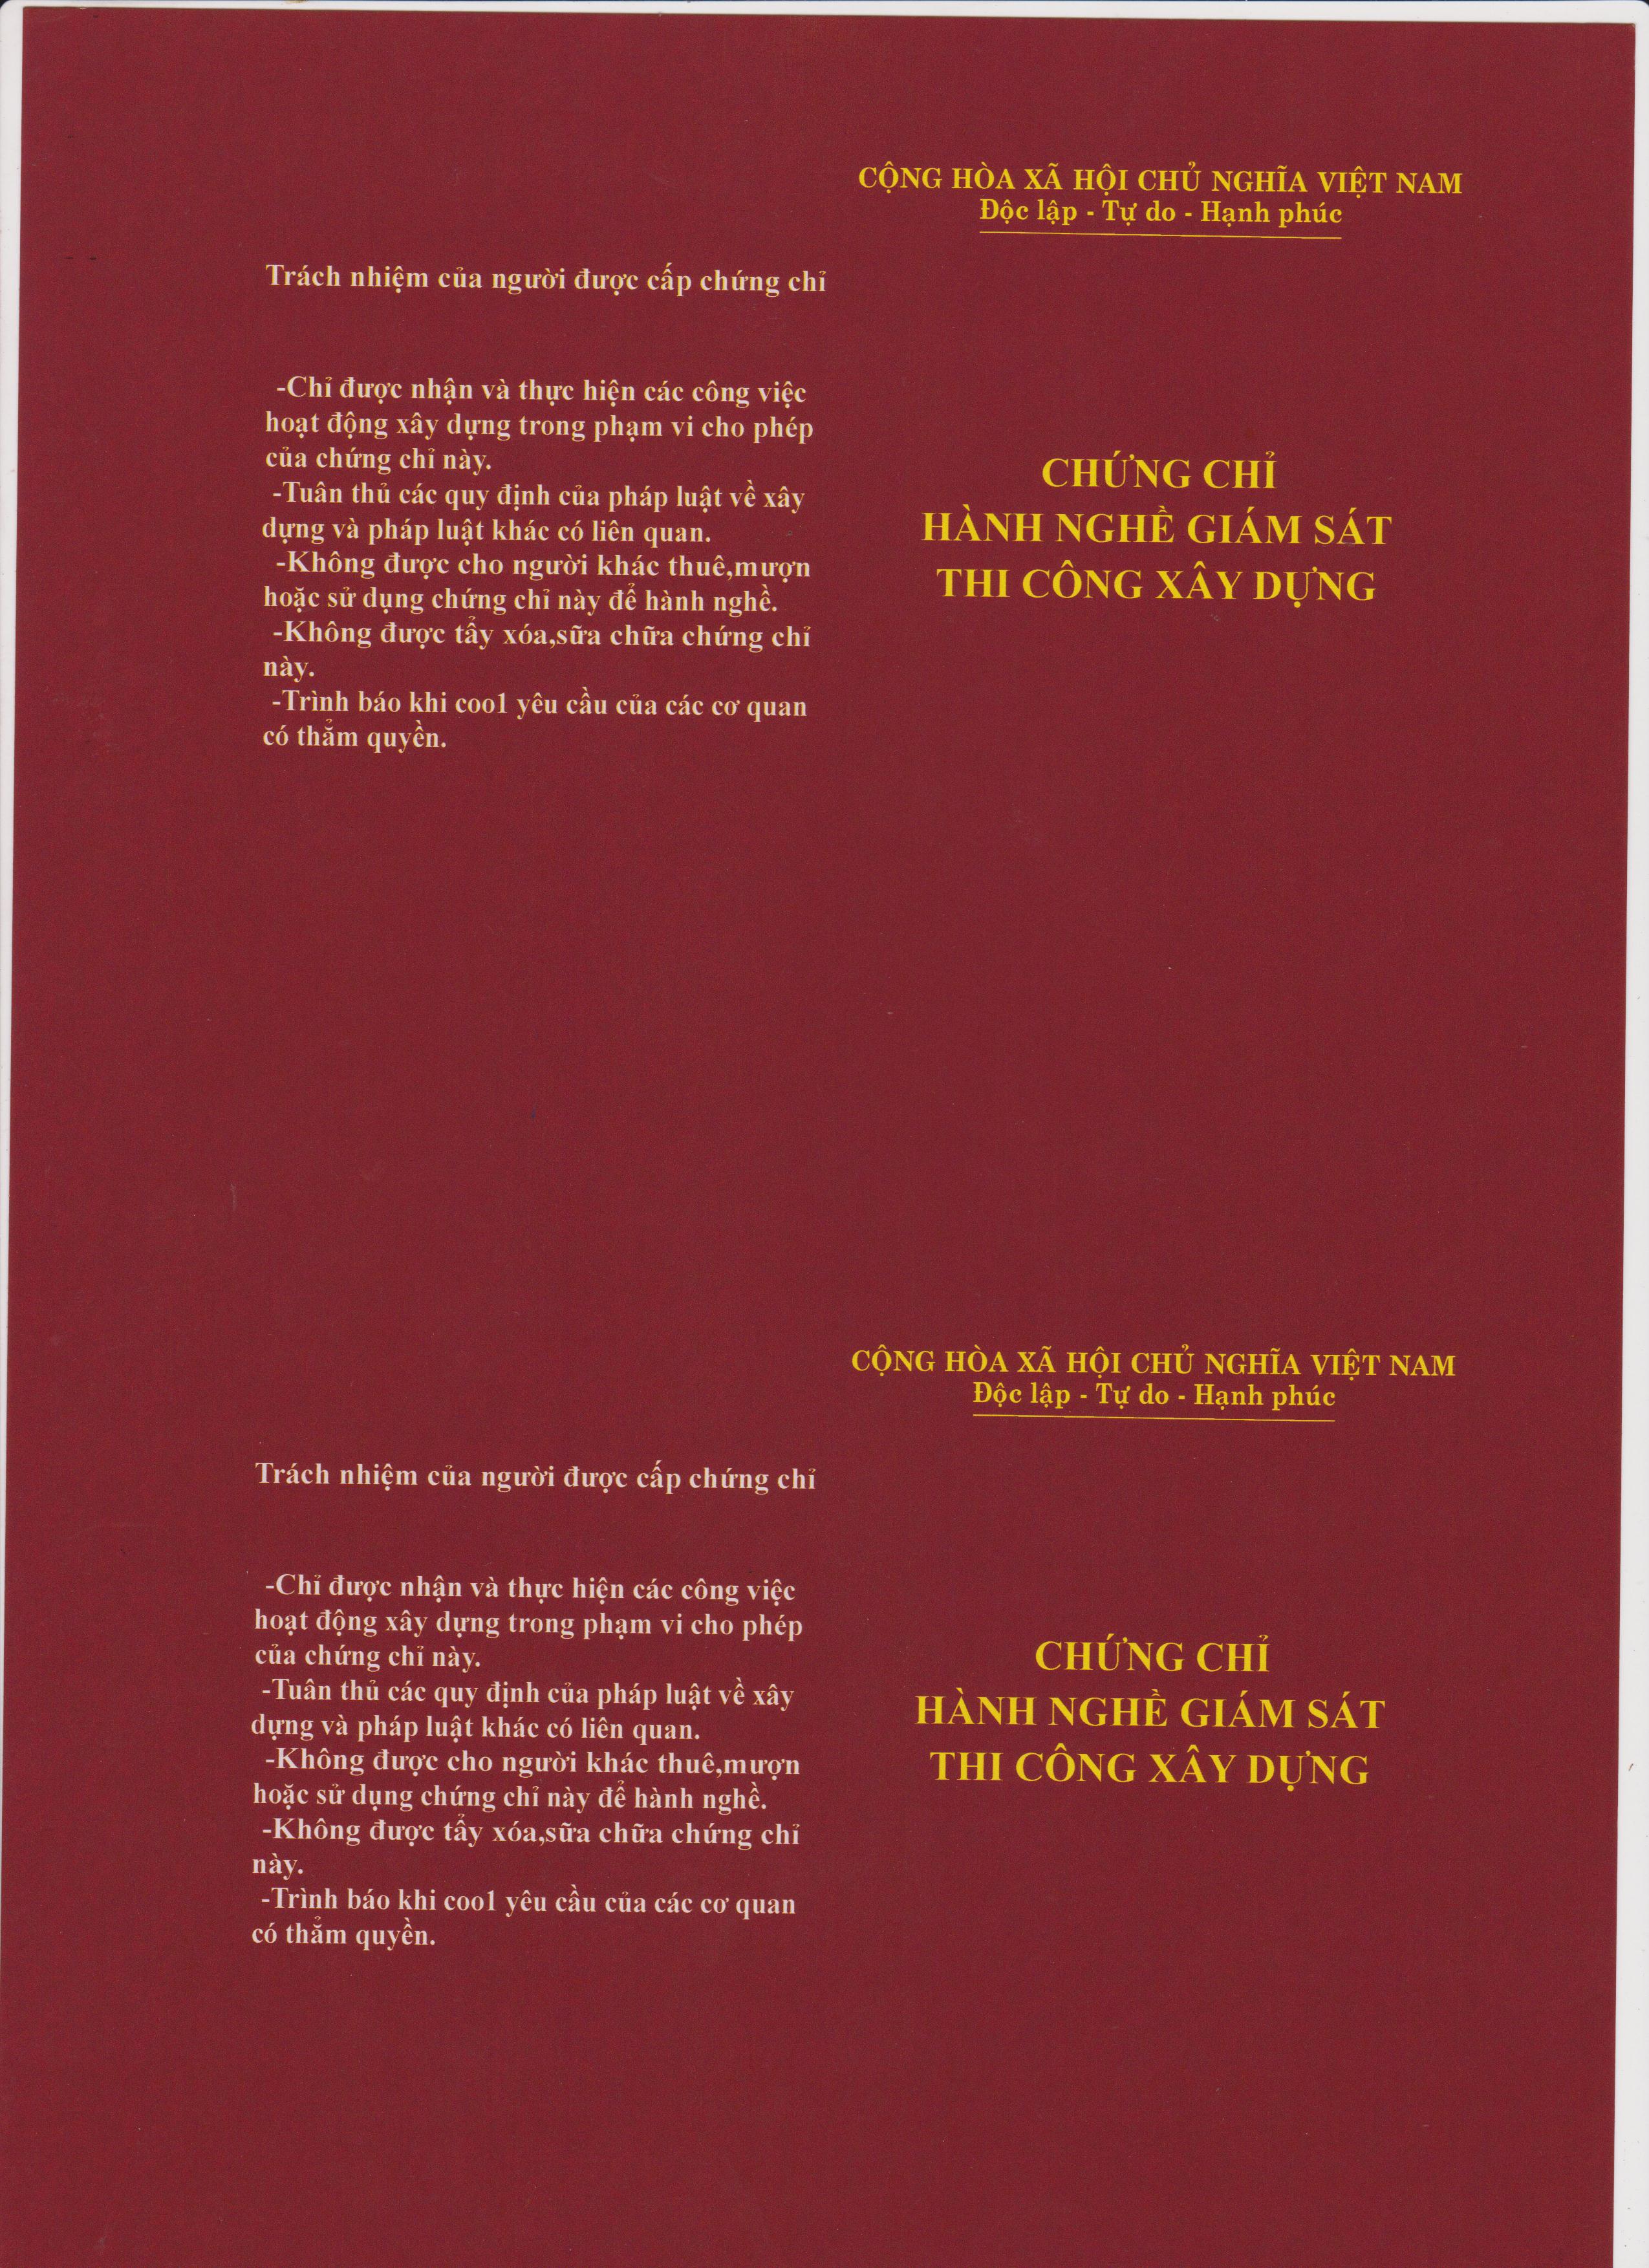 CỘNG HÒA XÃ HỘI CHỦ NGHĨA VIỆT NAM
Độc lập - Tự do - Hạnh phúc
Trách nhiệm của người được cấp chứng chỉ
-Chỉ được nhận và thực hiện các công việc
hoạt động xây dựng trong phạm vi cho phép
của chứng chỉ này.
-Tuân thủ các quy định của pháp luật về xây
dựng và pháp luật khác có liên quan.
-Không được cho người khác thuê,mượn
hoặc sử dụng chứng chỉ này để hành nghề.
-Không được tẩy xóa,sữa chữa chứng chỉ
này.
-Trình báo khi coo1 yêu cầu của các cơ quan
có thẳm quyền.
CHỨNG CHỈ
HÀNH NGHỀ GIÁM SÁT
THI CÔNG XÂY DỰNG
CỘNG HÒA XÃ HỘI CHỦ NGHĨA VIỆT NAM
Độc lập - Tự do - Hạnh phúc
Trách nhiệm của người được cấp chứng chỉ
-Chỉ được nhận và thực hiện các công việc
hoạt động xây dựng trong phạm vi cho phép
của chứng chỉ này.
-Tuân thủ các quy định của pháp luật về xây
dựng và pháp luật khác có liên quan.
-Không được cho người khác thuê,mượn
hoặc sử dụng chứng chỉ này để hành nghề.
-Không được tẩy xóa,sữa chữa chứng chỉ
này.
-Trình báo khi coo1 yêu cầu của các cơ quan
có thẳm quyền.
CHỨNG CHỈ
HÀNH NGHỀ GIÁM SÁT
THI CÔNG XÂY DỰNG